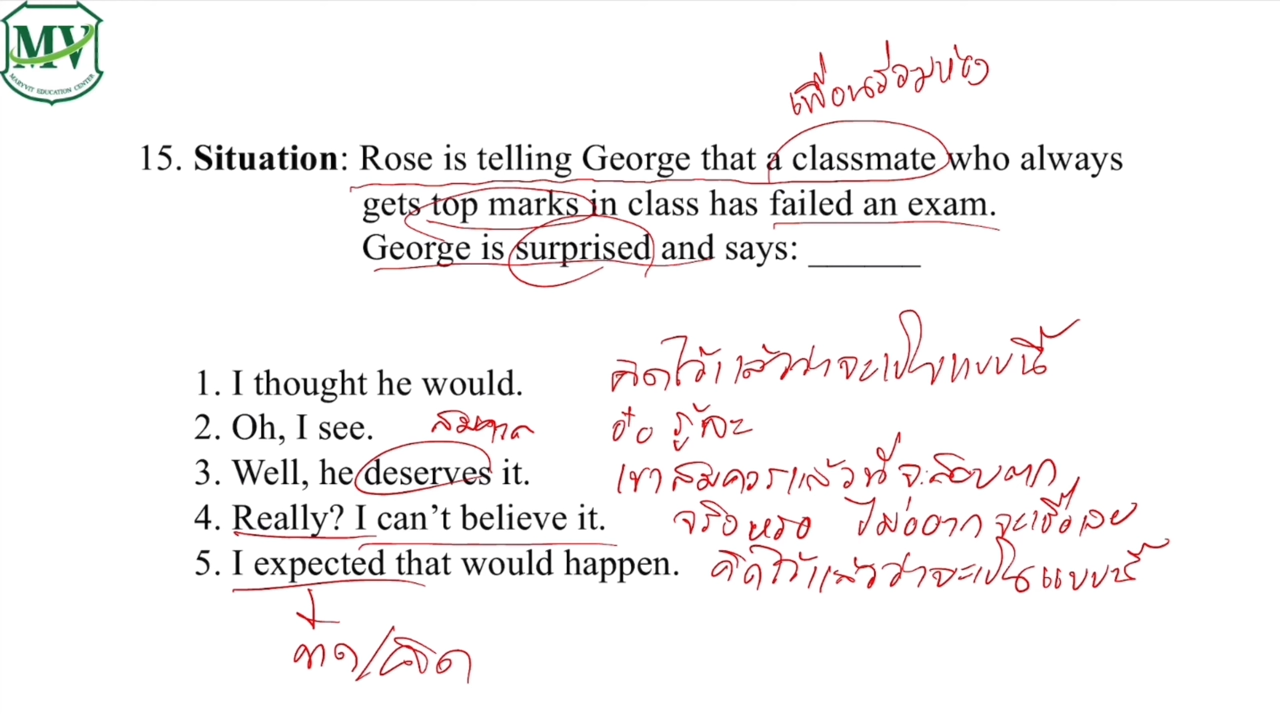 MV
MARYVIT EDUCATION CENTER
เพื่อนร่วมห้อง
15. Situation: Rose is telling George that a classmate who always
gets top marks in class has failed an exam.
George is surprised and says: _______
1. I thought he would. คิดไว้แล้วว่าจะเป็นแบบนี้
2. Oh, I see. อ๋อ รู้ละ
สมควร
3. Well, he deserves it. เขาสมควรแล้วที่จะสอบตก
4. Really? I can't believe it. จริงหรอ ไม่อยากจะเชื่อเลย
5. I expected that would happen. คิดไว้แล้วว่าจะเป็นแบบนี้
คาด/คิด